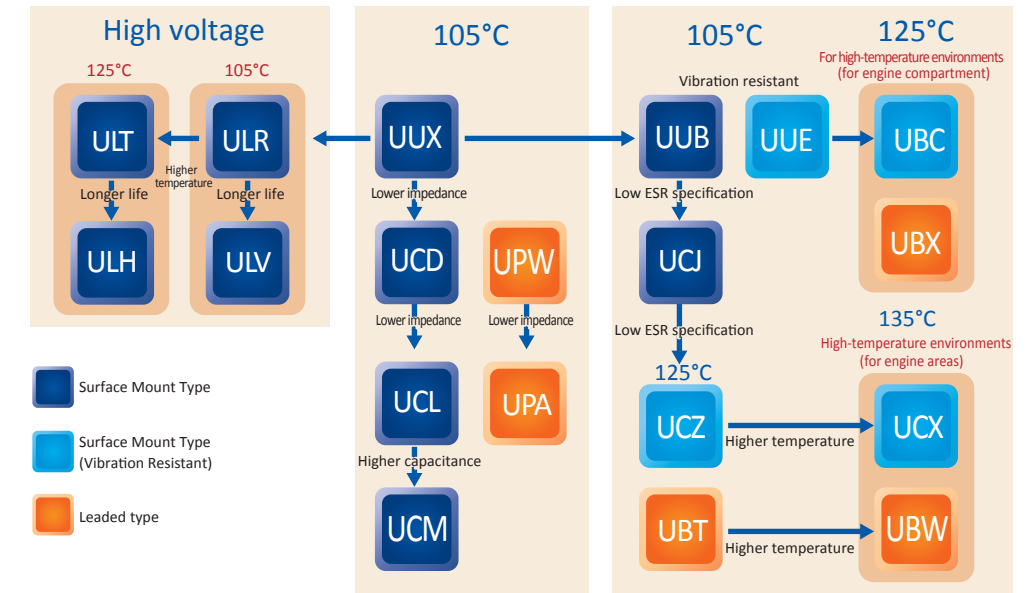 High voltage
125°C
105°C
ULT
ULR
Higher
temperature
Longer life
Longer life
ULH
ULV
Surface Mount Type
Surface Mount Type
(Vibration Resistant)
Leaded type
105°C
UUX
Lower impedance
UCD
UPW
Lower impedance
Lower impedance
UCL
UPA
Higher capacitance
UCM
105°C
125°C
For high-temperature environments
(for engine compartment)
Vibration resistant
UUB
UUE
UBC
Low ESR specification
UCJ
UBX
Low ESR specification
135°C
High-temperature environments
(for engine areas)
125°C
UCZ
Higher temperature
UCX
UBT
Higher temperature
UBW